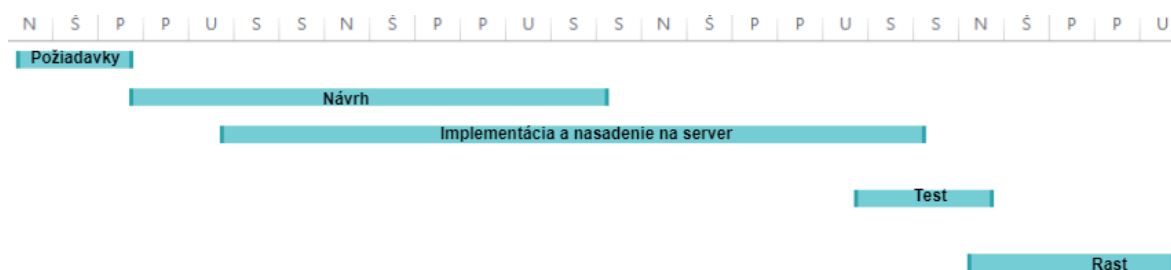 N Š P P U S S N Š P P U S S N Š P P U S S N Š P P U
Požiadavky
Návrh
Implementácia a nasadenie na server
Test
Rast